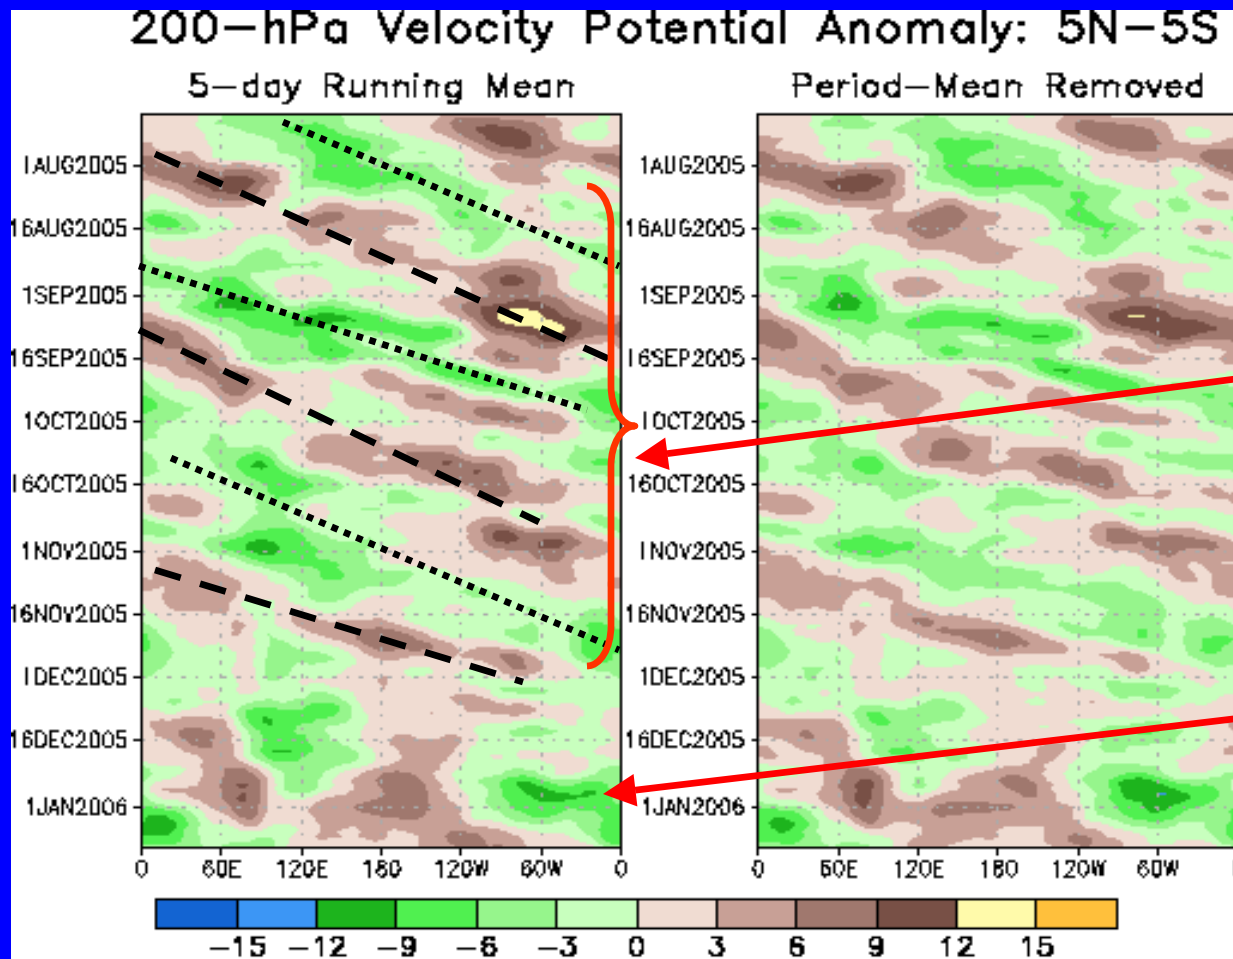 200-hPa Velocity Potential Anomaly: 5N-5S
5-day Running Mean
Period-Mean Removed
1AUG2005
16AUG2005
1SEP2005
16SEP2005
1OCT2005
16OCT2005
1NOV2005
16NOV2005
1DEC2005
16DEC2005
1JAN2006
0 60E 120E 180 120W 60W 0
1AUG2005
16AUG2005
1SEP2005
16SEP2005
1OCT2005
16OCT2005
1NOV2005
16NOV2005
1DEC2005
16DEC2005
1JAN2006
0 60E 120E 180 120W 60W
-15 -12 -9 -6 -3 0 3 6 9 12 15